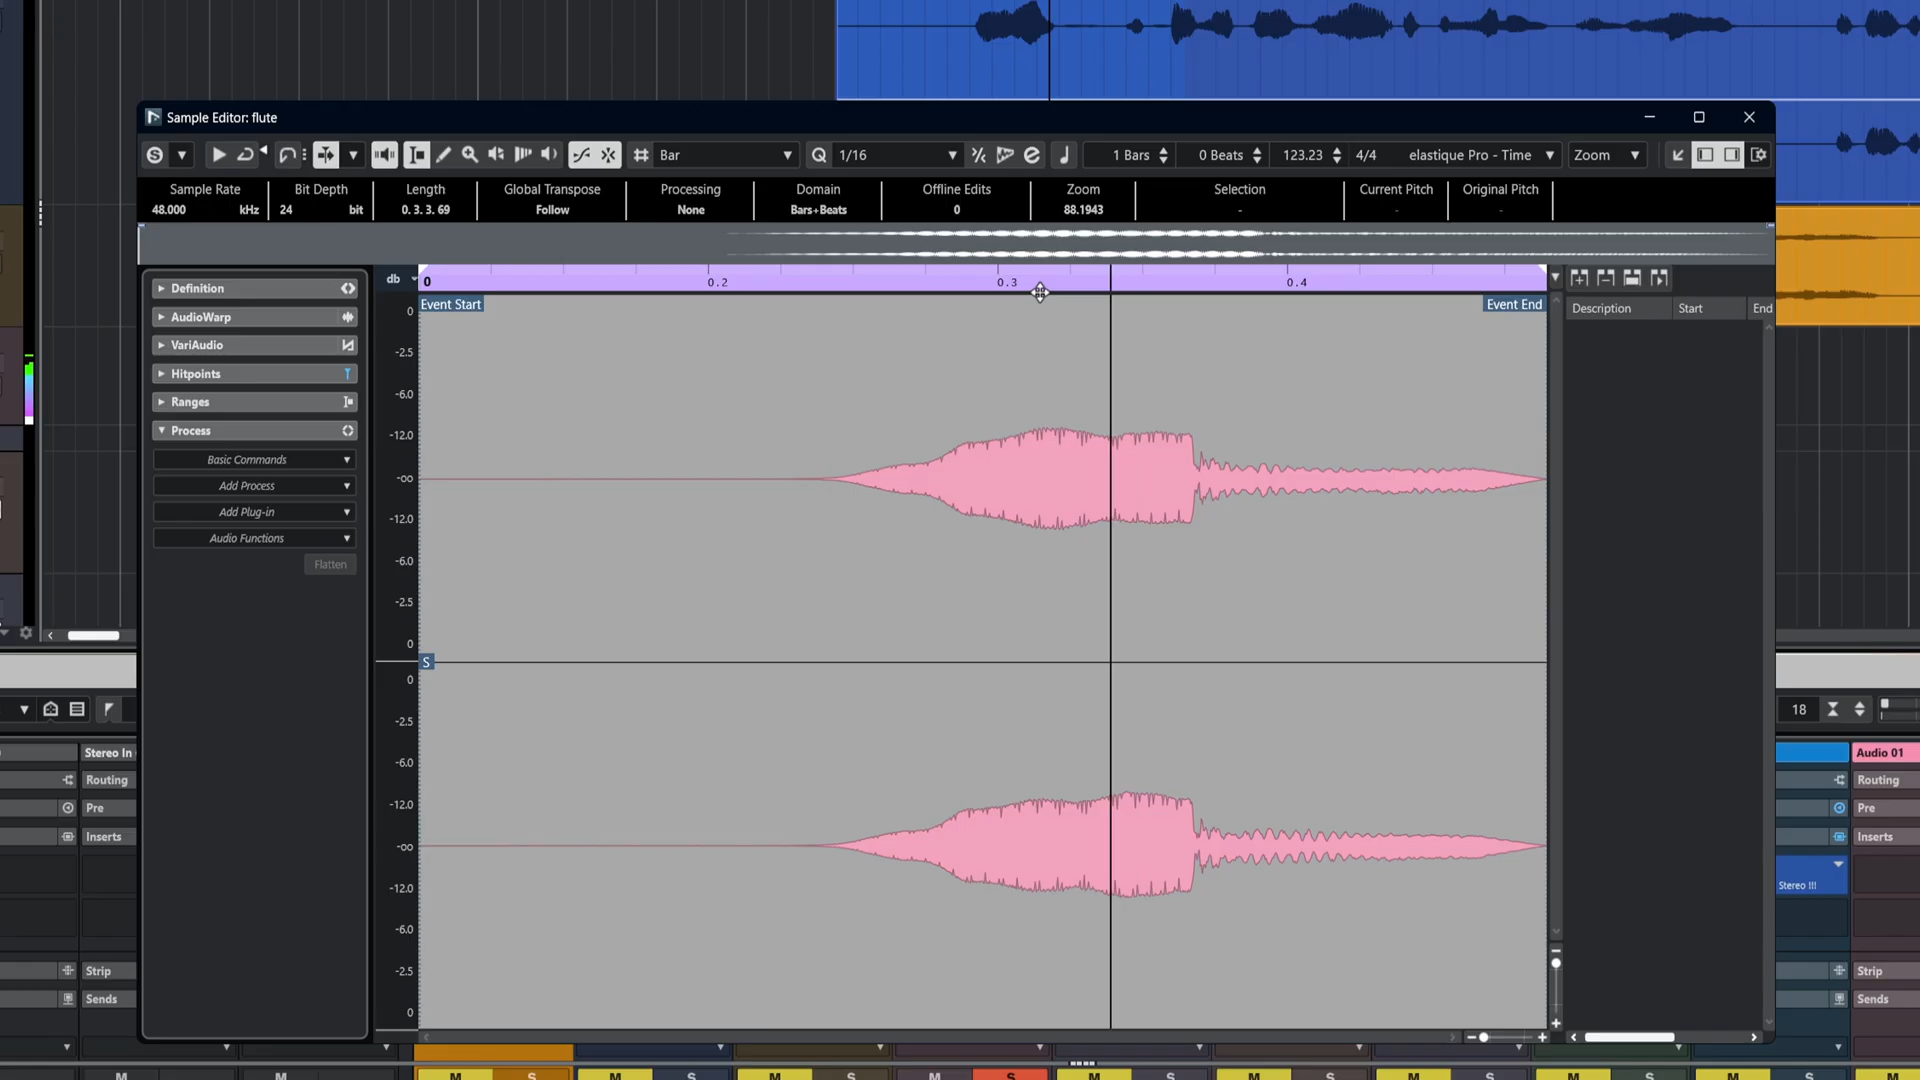 Sample Editor: flute
Bar
1/16
1 Bars
0 Beats
123.23
4/4
elastique Pro - Time
Zoom
Sample Rate
48.000 kHz
Bit Depth
24 bit
Length
0. 3. 3. 69
Global Transpose
Follow
Processing
None
Domain
Bars+Beats
Offline Edits
0
Zoom
88.1943
Selection
-
Current Pitch
-
Original Pitch
-
db
0
0.2
0.3
0.4
Event Start
Event End
Definition
AudioWarp
VariAudio
Hitpoints
Ranges
Process
Basic Commands
Add Process
Add Plug-in
Audio Functions
Flatten
0
-2.5
-6.0
-12.0
-oo
-12.0
-6.0
-2.5
0
S
0
-2.5
-6.0
-12.0
-oo
-12.0
-6.0
-2.5
0
Description
Start
End
18
Stereo In
Routing
Pre
Inserts
Strip
Sends
Audio 01
Routing
Pre
Inserts
Stereo !!!
Strip
Sends
M
M
M
S
M
S
M
S
M
S
M
S
M
S
M
S
M
S
M
S
M